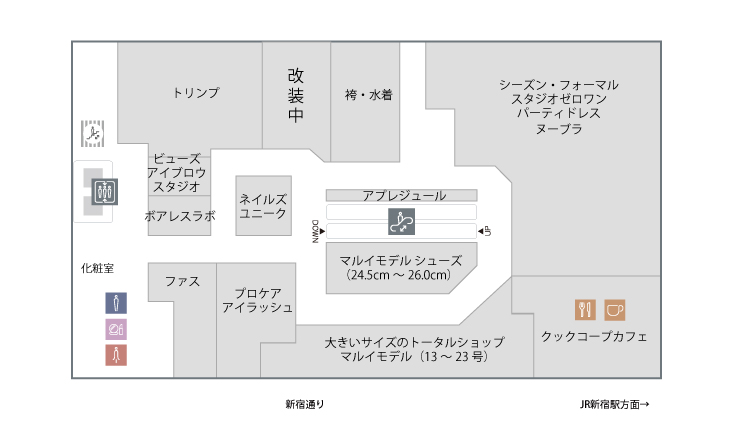 トリンプ
改装中
袴・水着
シーズン・フォーマル
スタジオゼロワン
パーティドレス
ヌーブラ
ビューズ
アイブロウ
スタジオ
ボアレスラボ
ネイルズ
ユニーク
アプレジュール
DOWN
UP
マルイモデル シューズ
（24.5cm ～ 26.0cm）
化粧室
ファス
プロケア
アイラッシュ
大きいサイズのトータルショップ
マルイモデル（13 ～ 23 号）
クックコープカフェ
新宿通り
JR新宿駅方面→